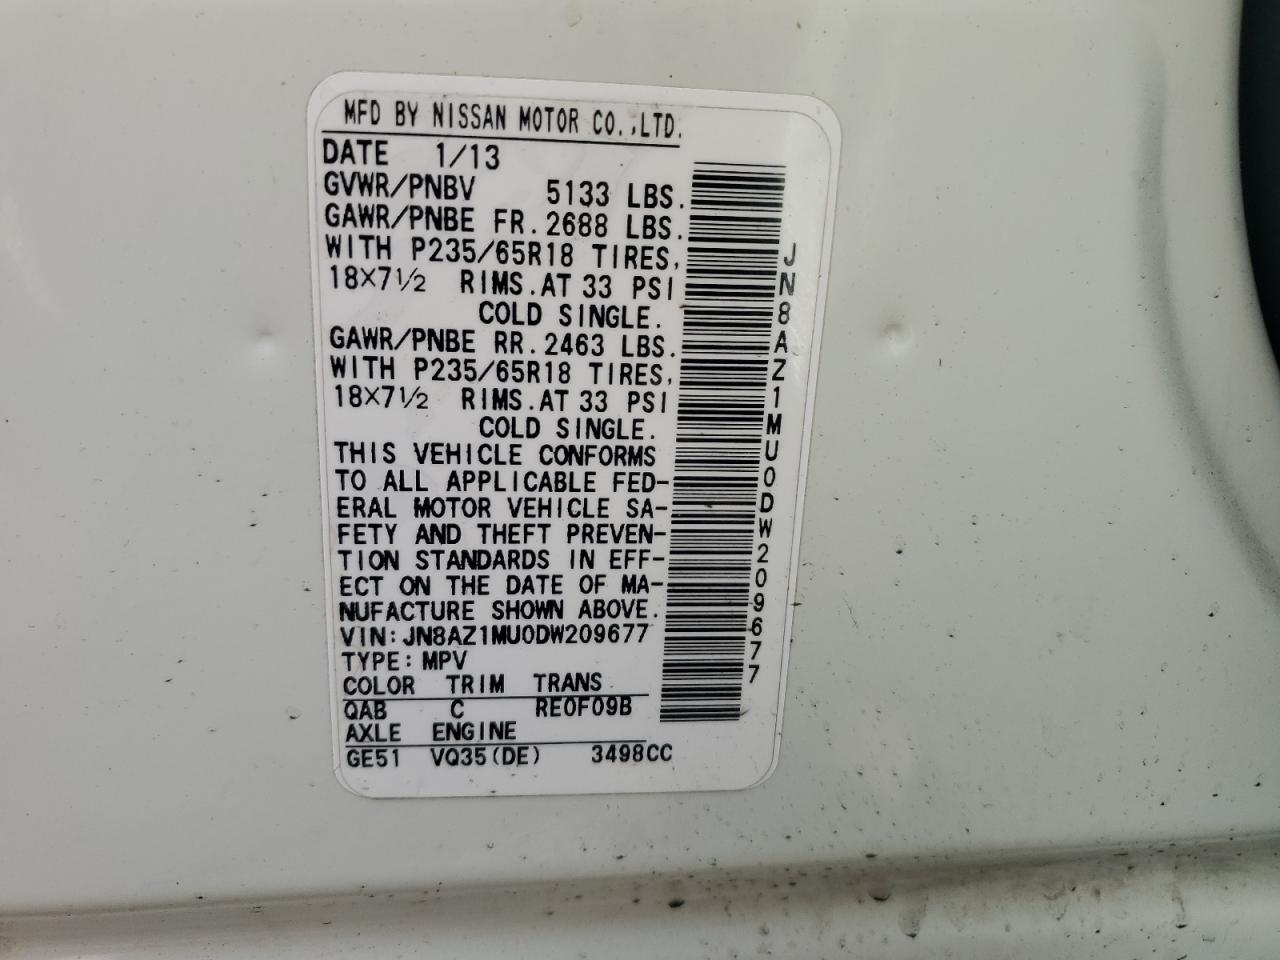 MFD BY NISSAN MOTOR CO.,LTD.
DATE 1/13
GVWR/PNBV 5133 LBS.
GAWR/PNBE FR.2688 LBS.
WITH P235/65R18 TIRES,
18×7½ RIMS.AT 33 PSI
COLD SINGLE.
GAWR/PNBE RR.2463 LBS.
WITH P235/65R18 TIRES,
18×7½ RIMS.AT 33 PSI
COLD SINGLE.
THIS VEHICLE CONFORMS
TO ALL APPLICABLE FED-
ERAL MOTOR VEHICLE SA-
FETY AND THEFT PREVEN-
TION STANDARDS IN EFF-
ECT ON THE DATE OF MA-
NUFACTURE SHOWN ABOVE.
VIN:JN8AZ1MU0DW209677
TYPE:MPV
COLOR TRIM TRANS
QAB C RE0F09B
AXLE ENGINE
GE51 VQ35(DE) 3498CC
JN8AZ1MU0DW209677